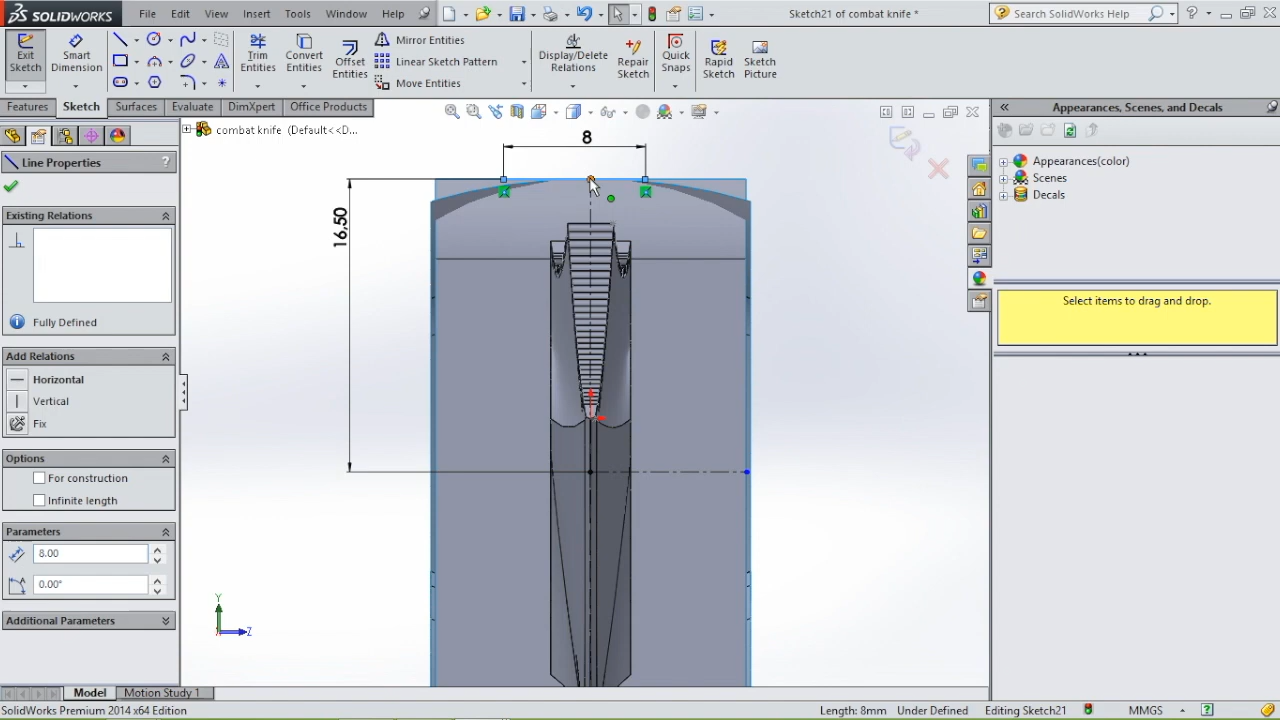 SOLIDWORKS
File Edit View Insert Tools Window Help
Sketch21 of combat knife *
Search SolidWorks Help
Exit Sketch
Smart Dimension
Trim Entities
Convert Entities
Offset Entities
Mirror Entities
Linear Sketch Pattern
Move Entities
Display/Delete Relations
Repair Sketch
Quick Snaps
Rapid Sketch
Sketch Picture
Features Sketch Surfaces Evaluate DimXpert Office Products
combat knife (Default<<D...
Appearances, Scenes, and Decals
Line Properties ?
Appearances(color)
Scenes
Decals
Existing Relations
Fully Defined
Add Relations
Horizontal
Vertical
Fix
Options
For construction
Infinite length
Parameters
8.00
0.00°
Additional Parameters
8
16,50
Y
Z
Select items to drag and drop.
Model Motion Study 1
SolidWorks Premium 2014 x64 Edition
Length: 8mm Under Defined Editing Sketch21 MMGS